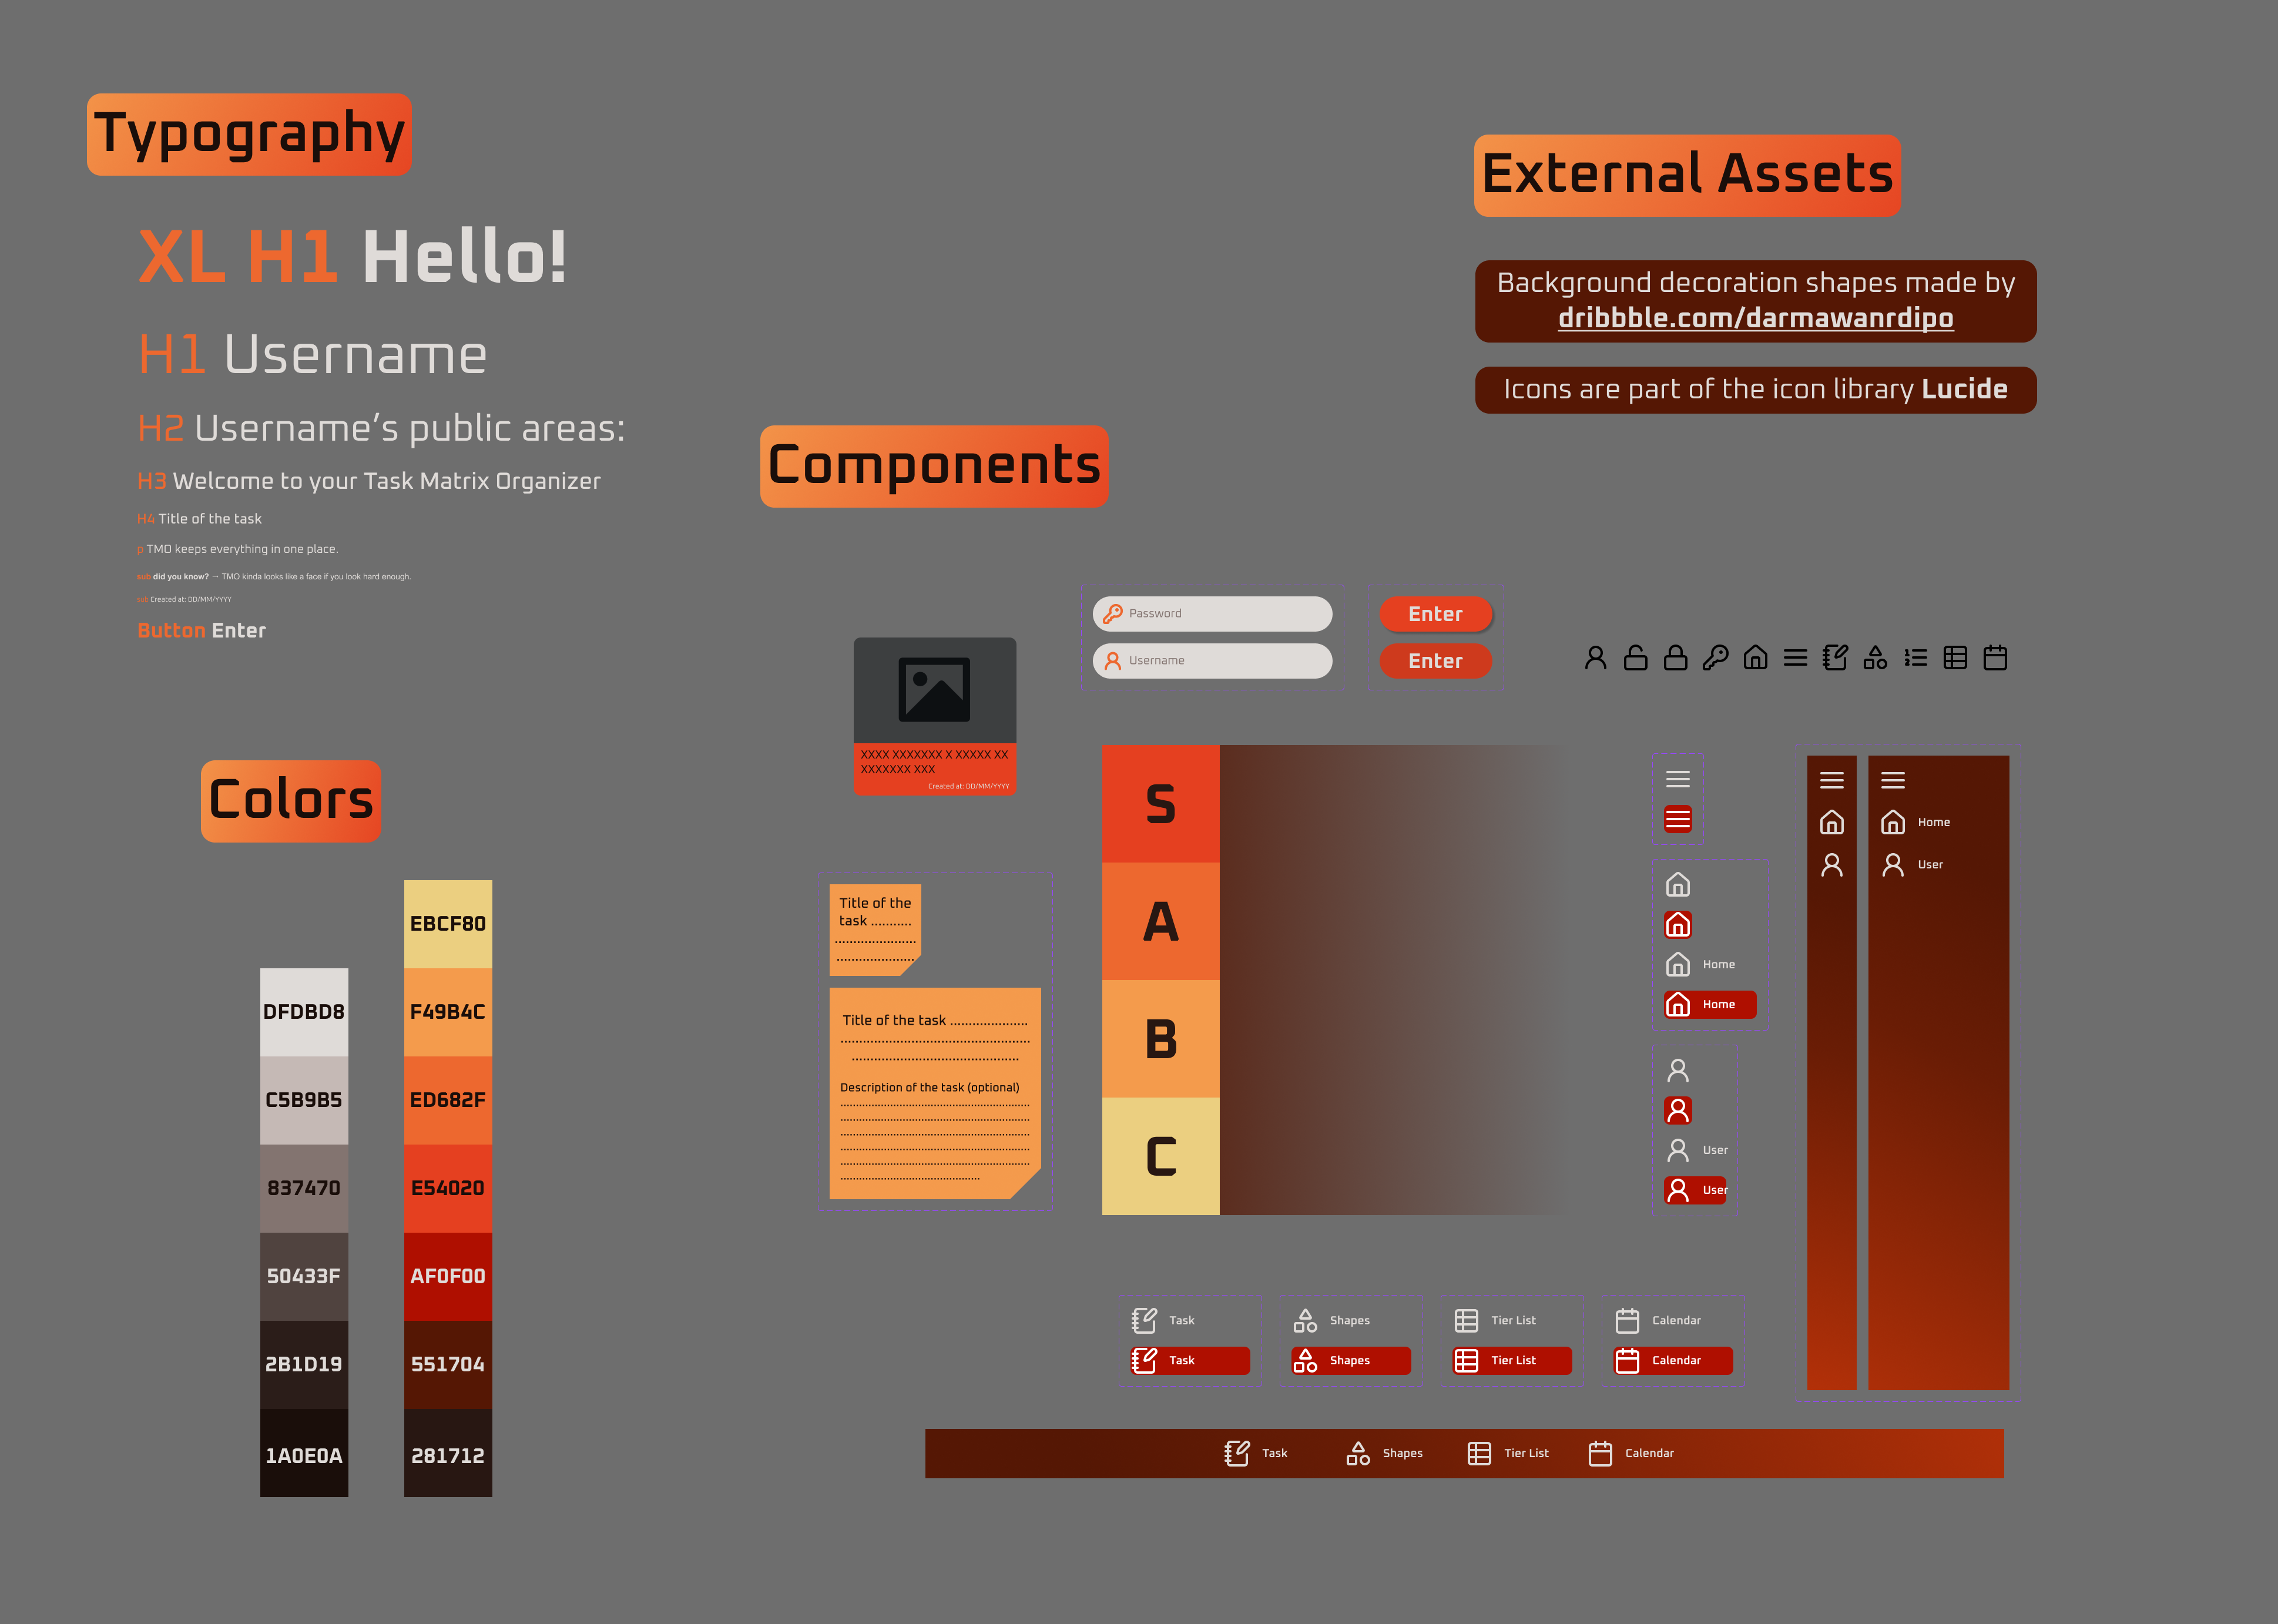 Typography
XL H1 Hello!
H1 Username
H2 Username’s public areas:
H3 Welcome to your Task Matrix Organizer
H4 Title of the task
p TMO keeps everything in one place.
sub did you know? → TMO kinda looks like a face if you look hard enough.
Created at: DD/MM/YYYY
Button Enter
Colors
DFDBD8
C5B9B5
837470
50433F
2B1D19
1A0E0A
EBCF80
F49B4C
ED682F
E54020
AF0F00
551704
281712
External Assets
Background decoration shapes made by
dribbble.com/darmawanrdipo
Icons are part of the icon library Lucide
Components
Password
Username
Enter
Enter
XXXX XXXXXXX X XXXXX XX
XXXXXXX XXX
Created at: DD/MM/YYYY
Title of the
task ...........
......................
.....................
Title of the task .....................
Description of the task (optional)
S
A
B
C
Home
Home
User
User
Home
User
Task
Task
Shapes
Shapes
Tier List
Tier List
Calendar
Calendar
Task Shapes Tier List Calendar